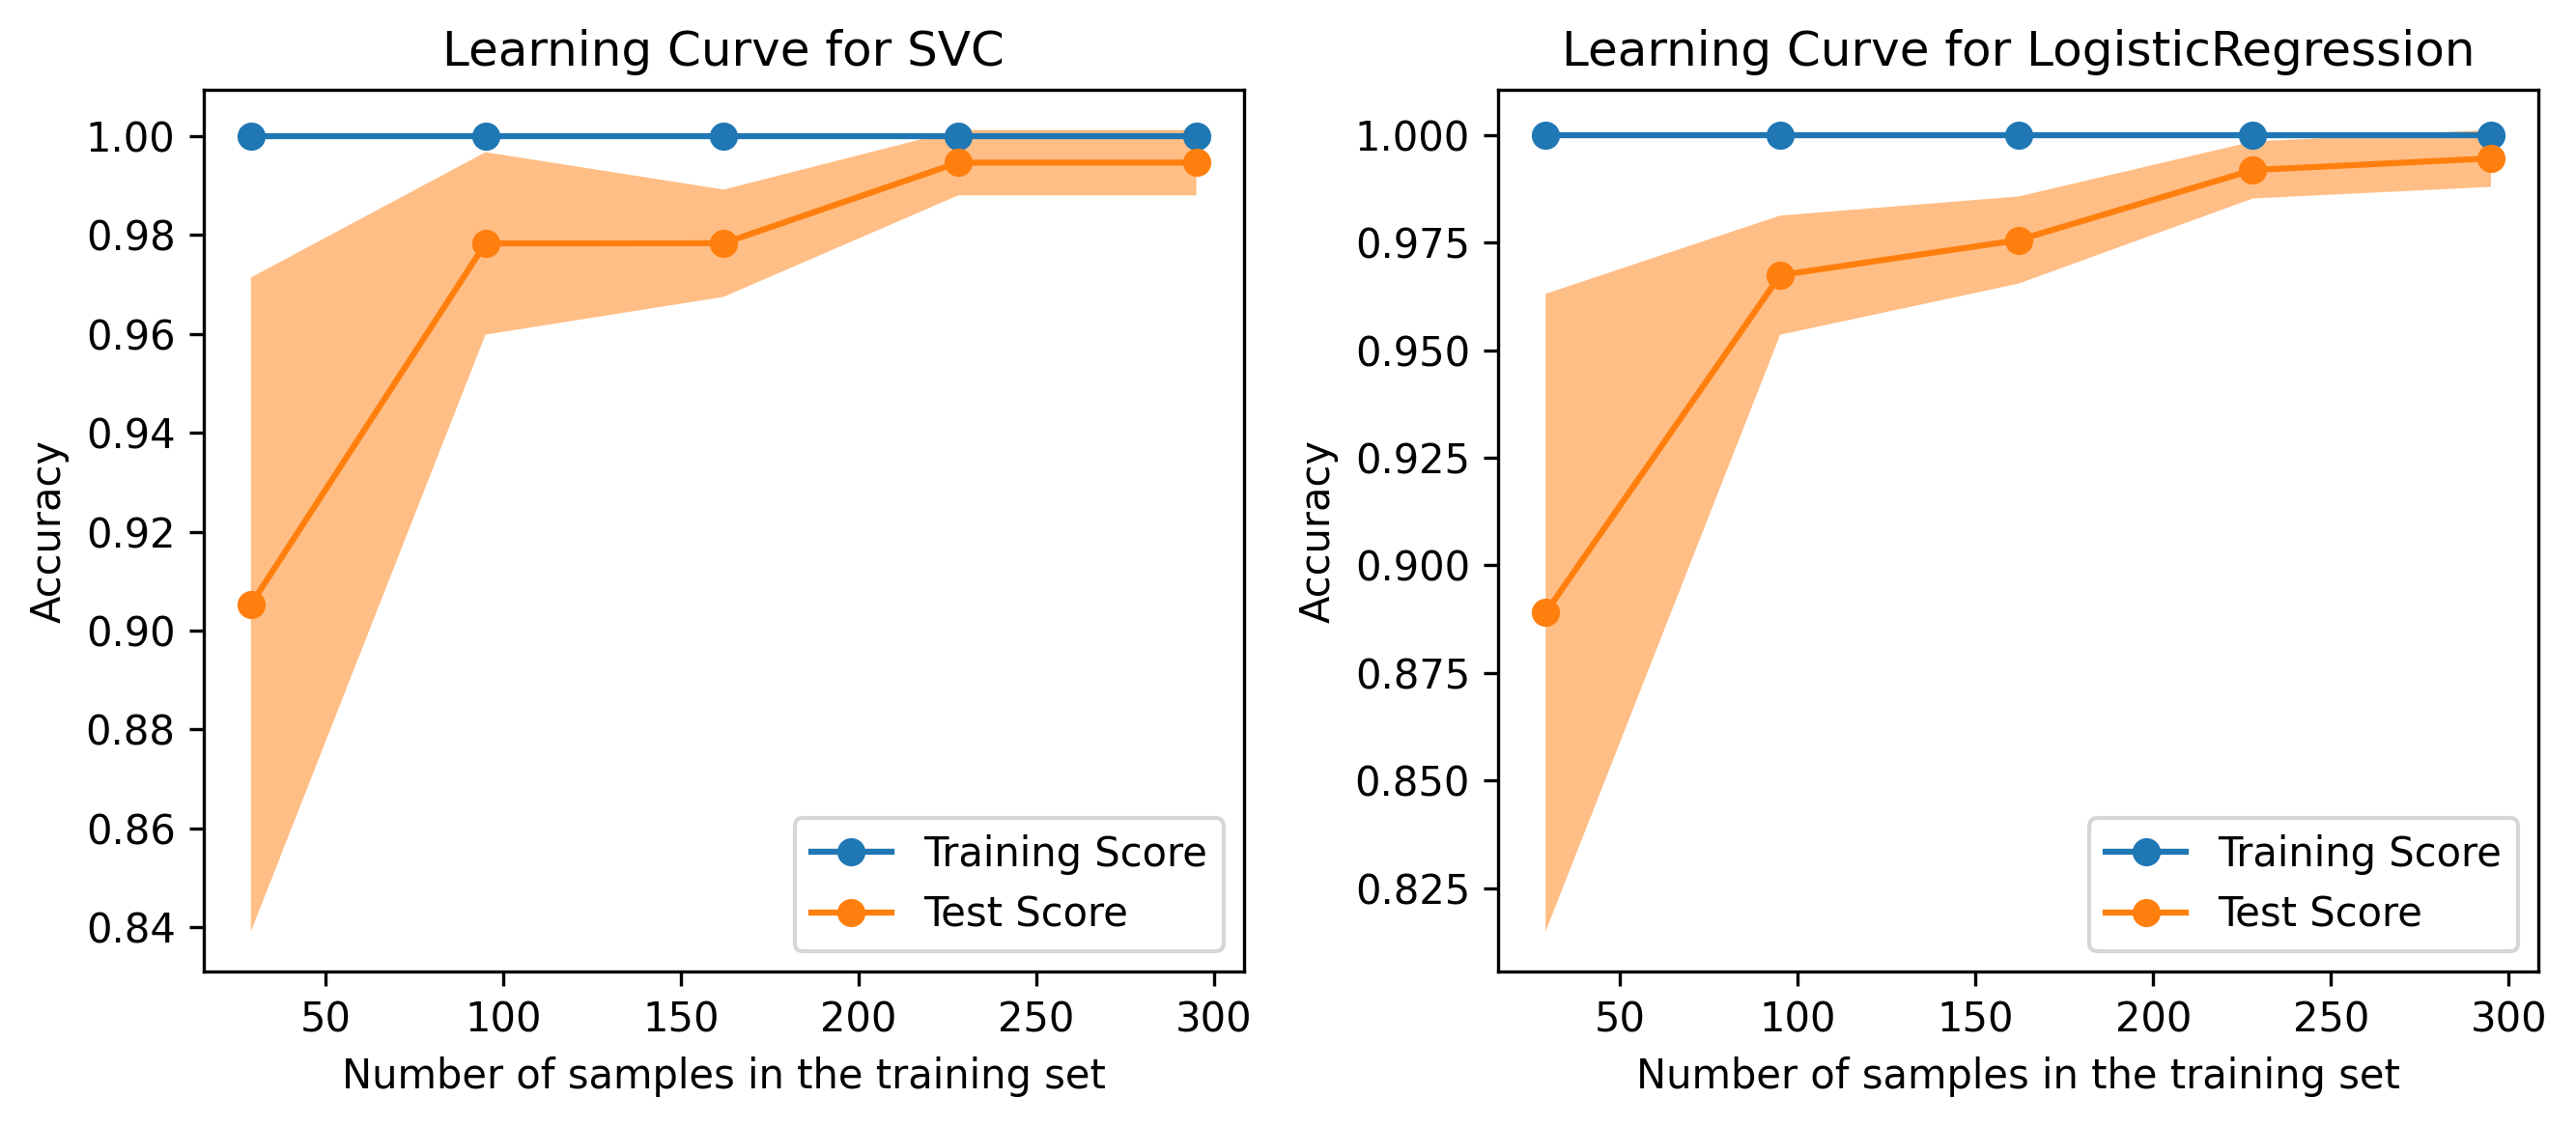 Learning Curve for SVC
Accuracy
1.00
0.98
0.96
0.94
0.92
0.90
0.88
0.86
0.84
50 100 150 200 250 300
Number of samples in the training set
Training Score
Test Score
Learning Curve for LogisticRegression
Accuracy
1.000
0.975
0.950
0.925
0.900
0.875
0.850
0.825
50 100 150 200 250 300
Number of samples in the training set
Training Score
Test Score